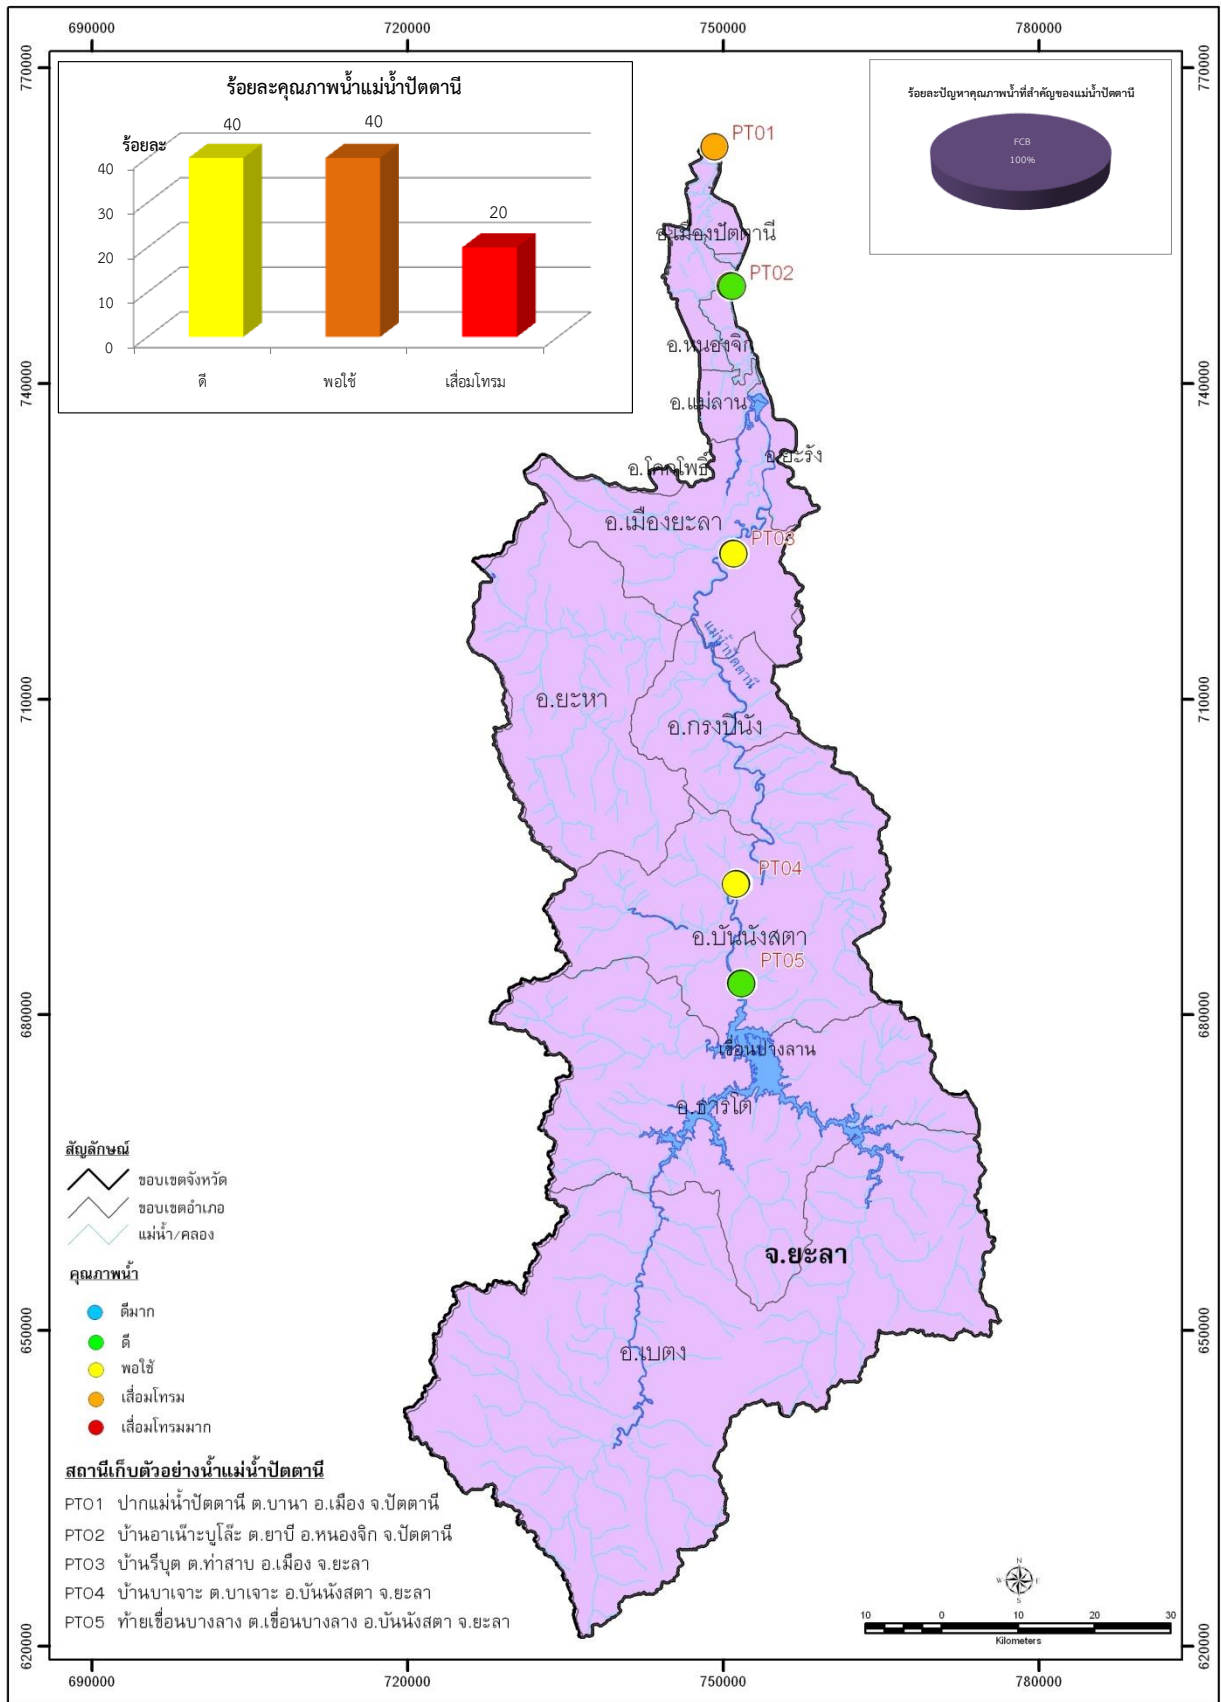 690000 720000 750000 780000
770000 770000
740000 740000
710000 710000
680000 680000
650000 650000
620000 620000
ร้อยละคุณภาพน้ำแม่น้ำปัตตานี
ร้อยละ
40 40 20
40
30
20
10
0
ดี พอใช้ เสื่อมโทรม
ร้อยละปัญหาคุณภาพน้ำที่สำคัญของแม่น้ำปัตตานี
FCB
100%
PT01
อ.เมืองปัตตานี
PT02
อ.หนองจิก
อ.แม่ลาน
อ.ยะรัง
อ.โคกโพธิ์
อ.เมืองยะลา
PT03
แม่น้ำปัตตานี
อ.ยะหา
อ.กรงปินัง
PT04
อ.บันนังสตา
PT05
เขื่อนบางลาน
อ.ธารโต
จ.ยะลา
อ.เบตง
สัญลักษณ์
ขอบเขตจังหวัด
ขอบเขตอำเภอ
แม่น้ำ/คลอง
คุณภาพน้ำ
ดีมาก
ดี
พอใช้
เสื่อมโทรม
เสื่อมโทรมมาก
สถานีเก็บตัวอย่างน้ำแม่น้ำปัตตานี
PT01 ปากแม่น้ำปัตตานี ต.บานา อ.เมือง จ.ปัตตานี
PT02 บ้านอาเน๊าะบูโล๊ะ ต.ยาบี อ.หนองจิก จ.ปัตตานี
PT03 บ้านรีบุต ต.ท่าสาบ อ.เมือง จ.ยะลา
PT04 บ้านบาเจาะ ต.บาเจาะ อ.บันนังสตา จ.ยะลา
PT05 ท้ายเขื่อนบางลาง ต.เขื่อนบางลาง อ.บันนังสตา จ.ยะลา
N
W E
S
10 0 10 20 30
Kilometers
690000 720000 750000 780000